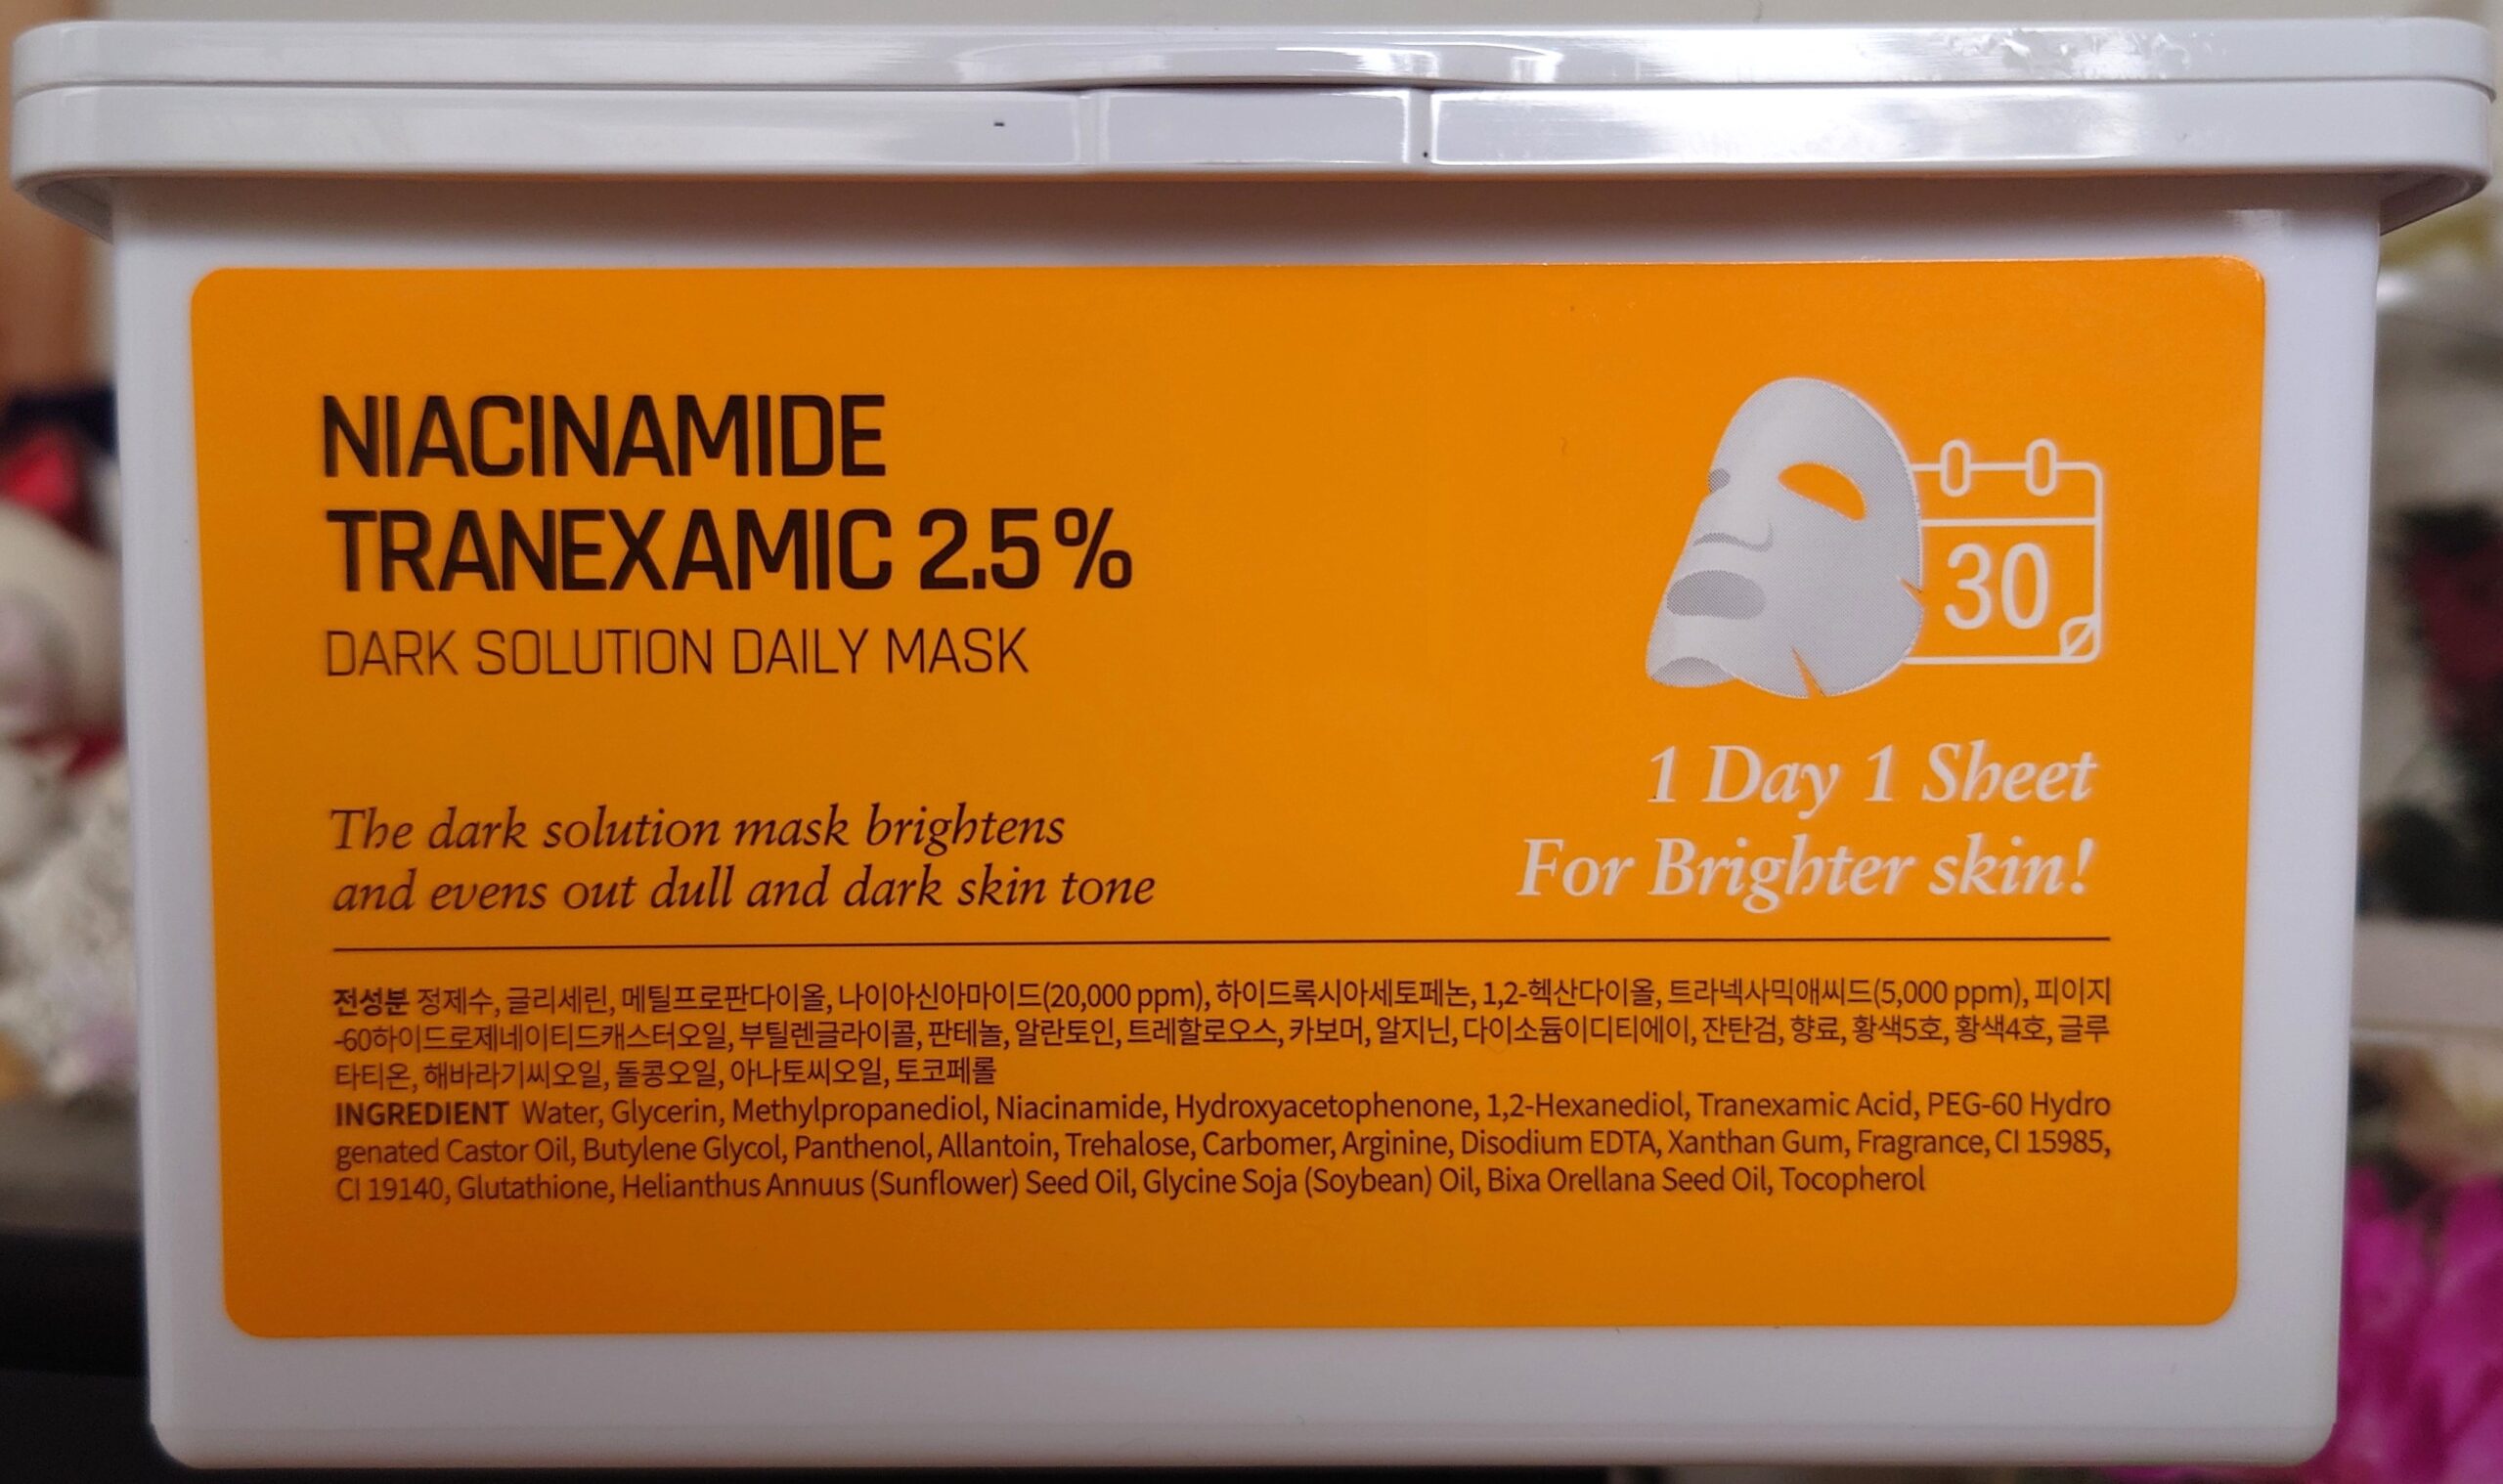 NIACINAMIDE
TRANEXAMIC 2.5%
DARK SOLUTION DAILY MASK
30
1 Day 1 Sheet
For Brighter skin!
The dark solution mask brightens
and evens out dull and dark skin tone
전성분 정제수, 글리세린, 메틸프로판다이올, 나이아신아마이드(20,000 ppm), 하이드록시아세토페논, 1,2-헥산다이올, 트라넥사믹애씨드(5,000 ppm), 피이지
-60하이드로제네이티드캐스터오일, 부틸렌글라이콜, 판테놀, 알란토인, 트레할로오스, 카보머, 알지닌, 다이소듐이디티에이, 잔탄검, 향료, 황색5호, 황색4호, 글루
타티온, 해바라기씨오일, 돌콩오일, 아나토씨오일, 토코페롤
INGREDIENT Water, Glycerin, Methylpropanediol, Niacinamide, Hydroxyacetophenone, 1,2-Hexanediol, Tranexamic Acid, PEG-60 Hydro
genated Castor Oil, Butylene Glycol, Panthenol, Allantoin, Trehalose, Carbomer, Arginine, Disodium EDTA, Xanthan Gum, Fragrance, CI 15985,
CI 19140, Glutathione, Helianthus Annuus (Sunflower) Seed Oil, Glycine Soja (Soybean) Oil, Bixa Orellana Seed Oil, Tocopherol